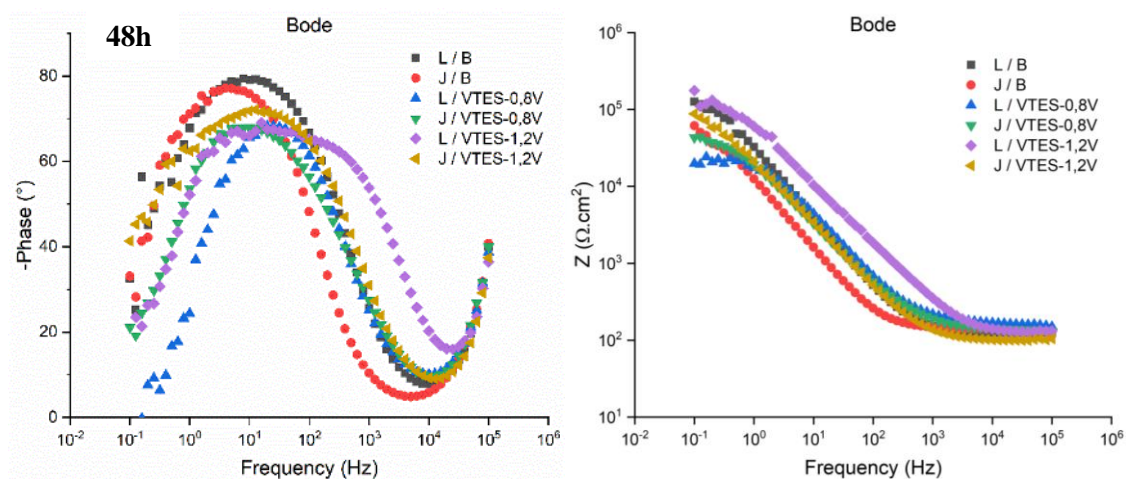 48h
Bode
L / B
J / B
L / VTES-0,8V
J / VTES-0,8V
L / VTES-1,2V
J / VTES-1,2V
80
60
40
20
0
-Phase (°)
10⁻² 10⁻¹ 10⁰ 10¹ 10² 10³ 10⁴ 10⁵ 10⁶
Frequency (Hz)
Bode
L / B
J / B
L / VTES-0,8V
J / VTES-0,8V
L / VTES-1,2V
J / VTES-1,2V
10⁶
10⁵
10⁴
10³
10²
10¹
Z (Ω.cm²)
10⁻² 10⁻¹ 10⁰ 10¹ 10² 10³ 10⁴ 10⁵ 10⁶
Frequency (Hz)